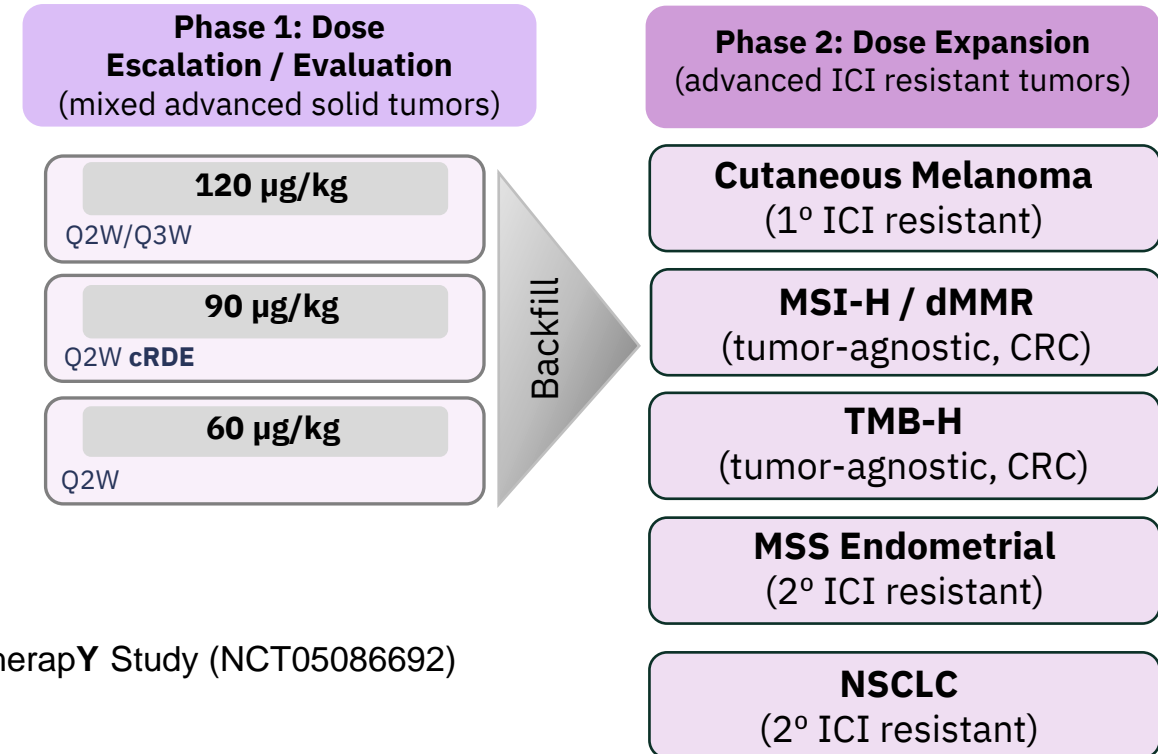 Phase 1: Dose
Escalation / Evaluation
(mixed advanced solid tumors)
120 µg/kg
Q2W/Q3W
90 µg/kg
Q2W cRDE
60 µg/kg
Q2W
Backfill
Phase 2: Dose Expansion
(advanced ICI resistant tumors)
Cutaneous Melanoma
(1º ICI resistant)
MSI-H / dMMR
(tumor-agnostic, CRC)
TMB-H
(tumor-agnostic, CRC)
MSS Endometrial
(2º ICI resistant)
NSCLC
(2º ICI resistant)
Study (NCT05086692)